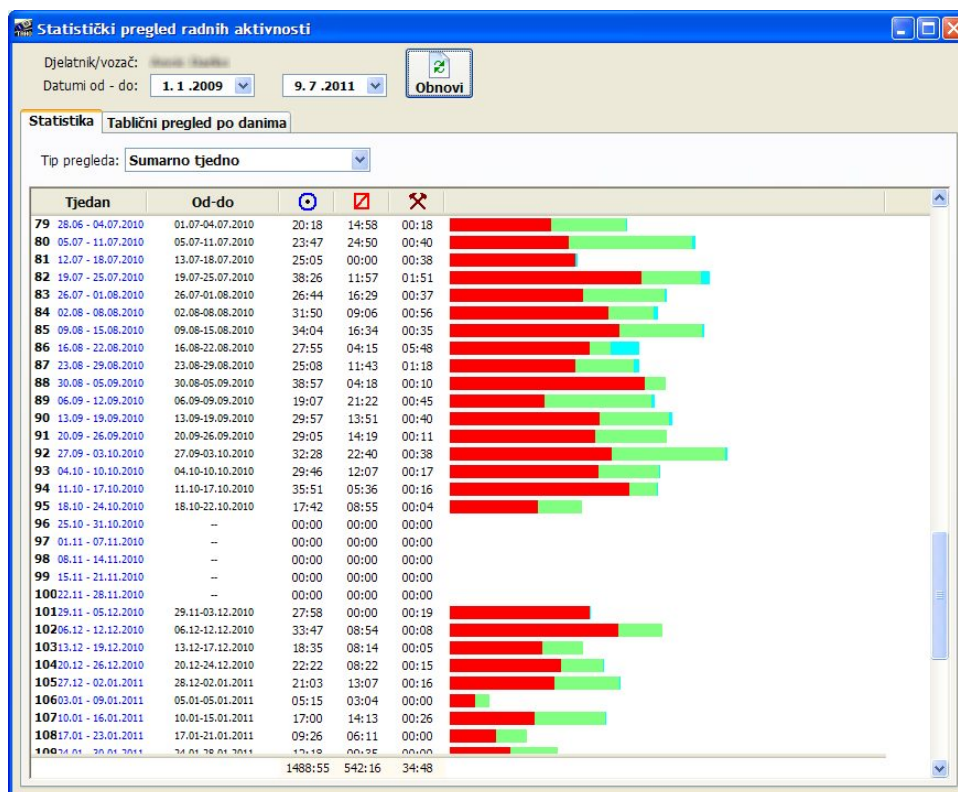 Statistički pregled radnih aktivnosti
Djelatnik/vozač:
Datumi od - do: 1. 1 .2009 9. 7 .2011 Obnovi
Statistika Tablični pregled po danima
Tip pregleda: Sumarno tjedno
Tjedan Od-do
79 28.06 - 04.07.2010 01.07-04.07.2010 20:18 14:58 00:18
80 05.07 - 11.07.2010 05.07-11.07.2010 23:47 24:50 00:40
81 12.07 - 18.07.2010 13.07-18.07.2010 25:05 00:00 00:38
82 19.07 - 25.07.2010 19.07-25.07.2010 38:26 11:57 01:51
83 26.07 - 01.08.2010 26.07-01.08.2010 26:44 16:29 00:37
84 02.08 - 08.08.2010 02.08-08.08.2010 31:50 09:06 00:56
85 09.08 - 15.08.2010 09.08-15.08.2010 34:04 16:34 00:35
86 16.08 - 22.08.2010 16.08-22.08.2010 27:55 04:15 05:48
87 23.08 - 29.08.2010 23.08-29.08.2010 25:08 11:43 01:18
88 30.08 - 05.09.2010 30.08-05.09.2010 38:57 04:18 00:10
89 06.09 - 12.09.2010 06.09-09.09.2010 19:07 21:22 00:45
90 13.09 - 19.09.2010 13.09-19.09.2010 29:57 13:51 00:40
91 20.09 - 26.09.2010 20.09-26.09.2010 29:05 14:19 00:11
92 27.09 - 03.10.2010 27.09-03.10.2010 32:28 22:40 00:38
93 04.10 - 10.10.2010 04.10-10.10.2010 29:46 12:07 00:17
94 11.10 - 17.10.2010 11.10-17.10.2010 35:51 05:36 00:16
95 18.10 - 24.10.2010 18.10-22.10.2010 17:42 08:55 00:04
96 25.10 - 31.10.2010 -- 00:00 00:00 00:00
97 01.11 - 07.11.2010 -- 00:00 00:00 00:00
98 08.11 - 14.11.2010 -- 00:00 00:00 00:00
99 15.11 - 21.11.2010 -- 00:00 00:00 00:00
100 22.11 - 28.11.2010 -- 00:00 00:00 00:00
101 29.11 - 05.12.2010 29.11-03.12.2010 27:58 00:00 00:19
102 06.12 - 12.12.2010 06.12-12.12.2010 33:47 08:54 00:08
103 13.12 - 19.12.2010 13.12-17.12.2010 18:35 08:14 00:05
104 20.12 - 26.12.2010 20.12-24.12.2010 22:22 08:22 00:15
105 27.12 - 02.01.2011 28.12-02.01.2011 21:03 13:07 00:16
106 03.01 - 09.01.2011 05.01-05.01.2011 05:15 03:04 00:00
107 10.01 - 16.01.2011 10.01-15.01.2011 17:00 14:13 00:26
108 17.01 - 23.01.2011 17.01-21.01.2011 09:26 06:11 00:00
109 24.01 - 30.01.2011 24.01-28.01.2011 12:18 00:00
1488:55 542:16 34:48